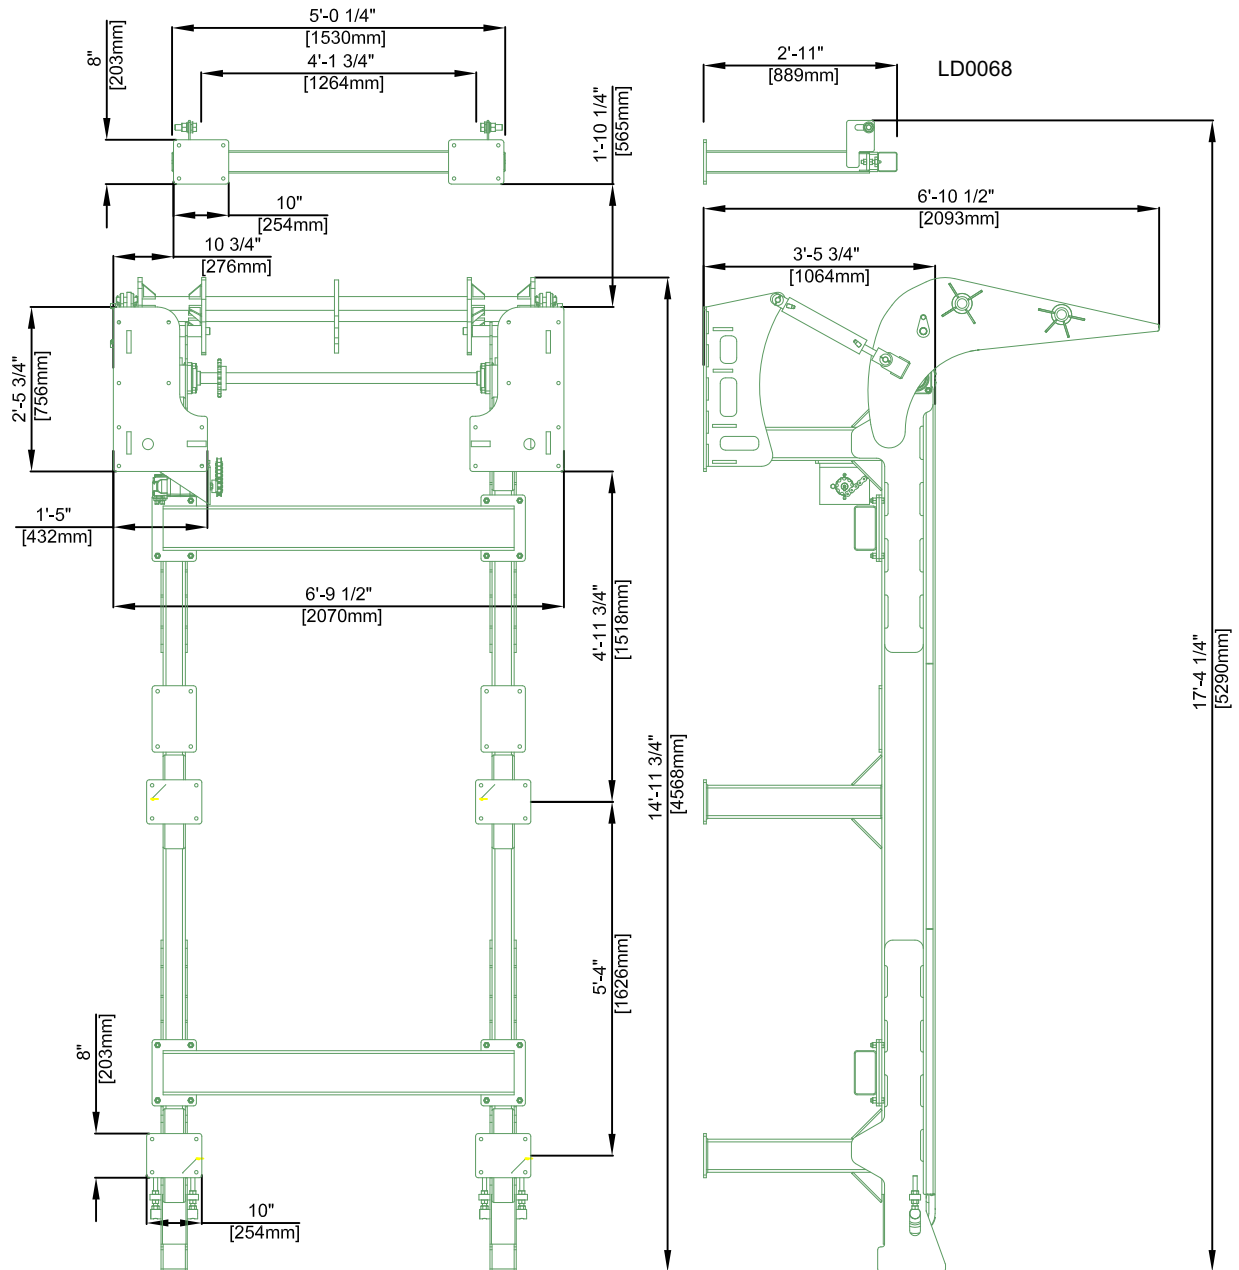 5'-0 1/4"
[1530mm]
4'-1 3/4"
[1264mm]
8"
[203mm]
2'-11"
[889mm]
LD0068
1'-10 1/4"
[565mm]
10"
[254mm]
10 3/4"
[276mm]
6'-10 1/2"
[2093mm]
3'-5 3/4"
[1064mm]
2'-5 3/4"
[756mm]
1'-5"
[432mm]
6'-9 1/2"
[2070mm]
4'-11 3/4"
[1518mm]
14'-11 3/4"
[4568mm]
17'-4 1/4"
[5290mm]
5'-4"
[1626mm]
8"
[203mm]
10"
[254mm]